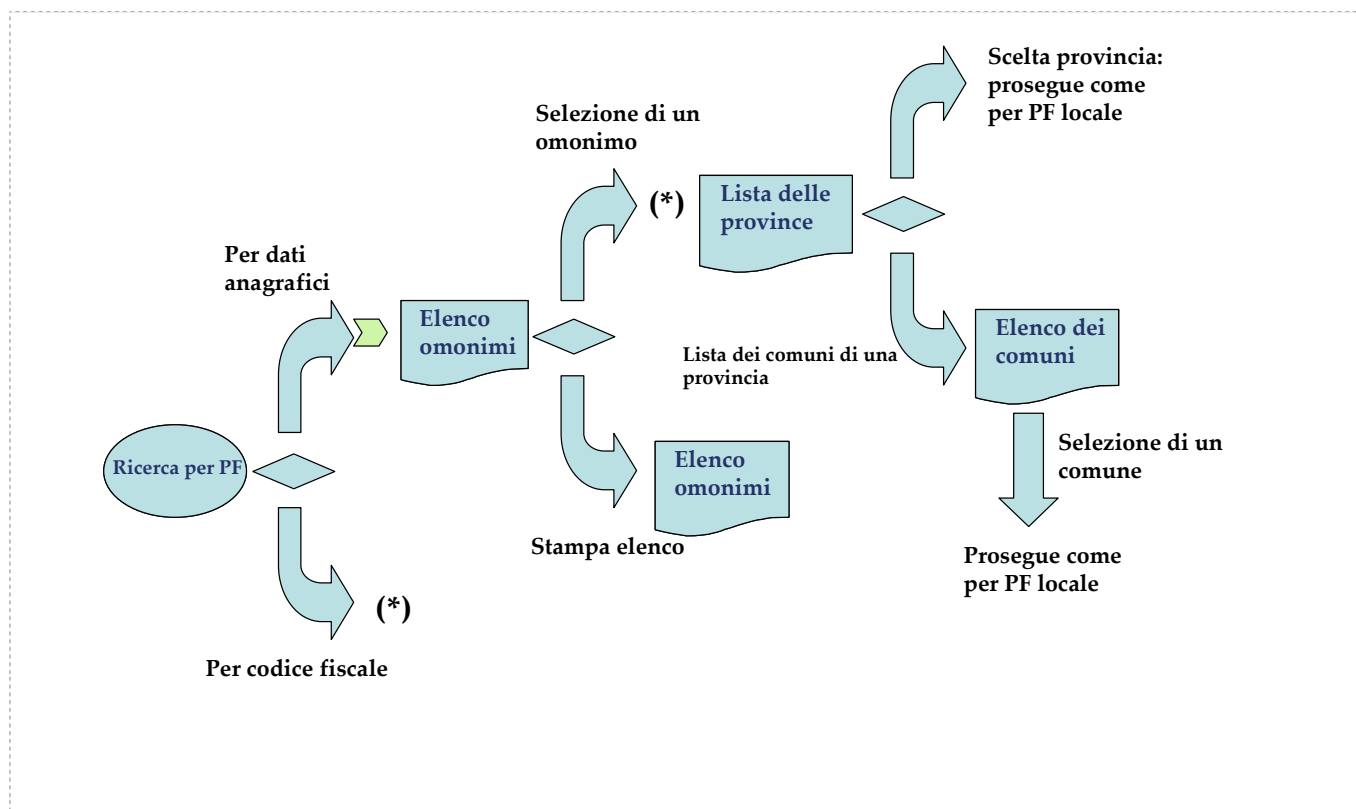 Scelta provincia:
prosegue come
per PF locale
Selezione di un
omonimo
(*)
Lista delle
province
Per dati
anagrafici
Elenco
omonimi
Lista dei comuni di una
provincia
Elenco dei
comuni
Ricerca per PF
Elenco
omonimi
Selezione di un
comune
Stampa elenco
Prosegue come
per PF locale
(*)
Per codice fiscale